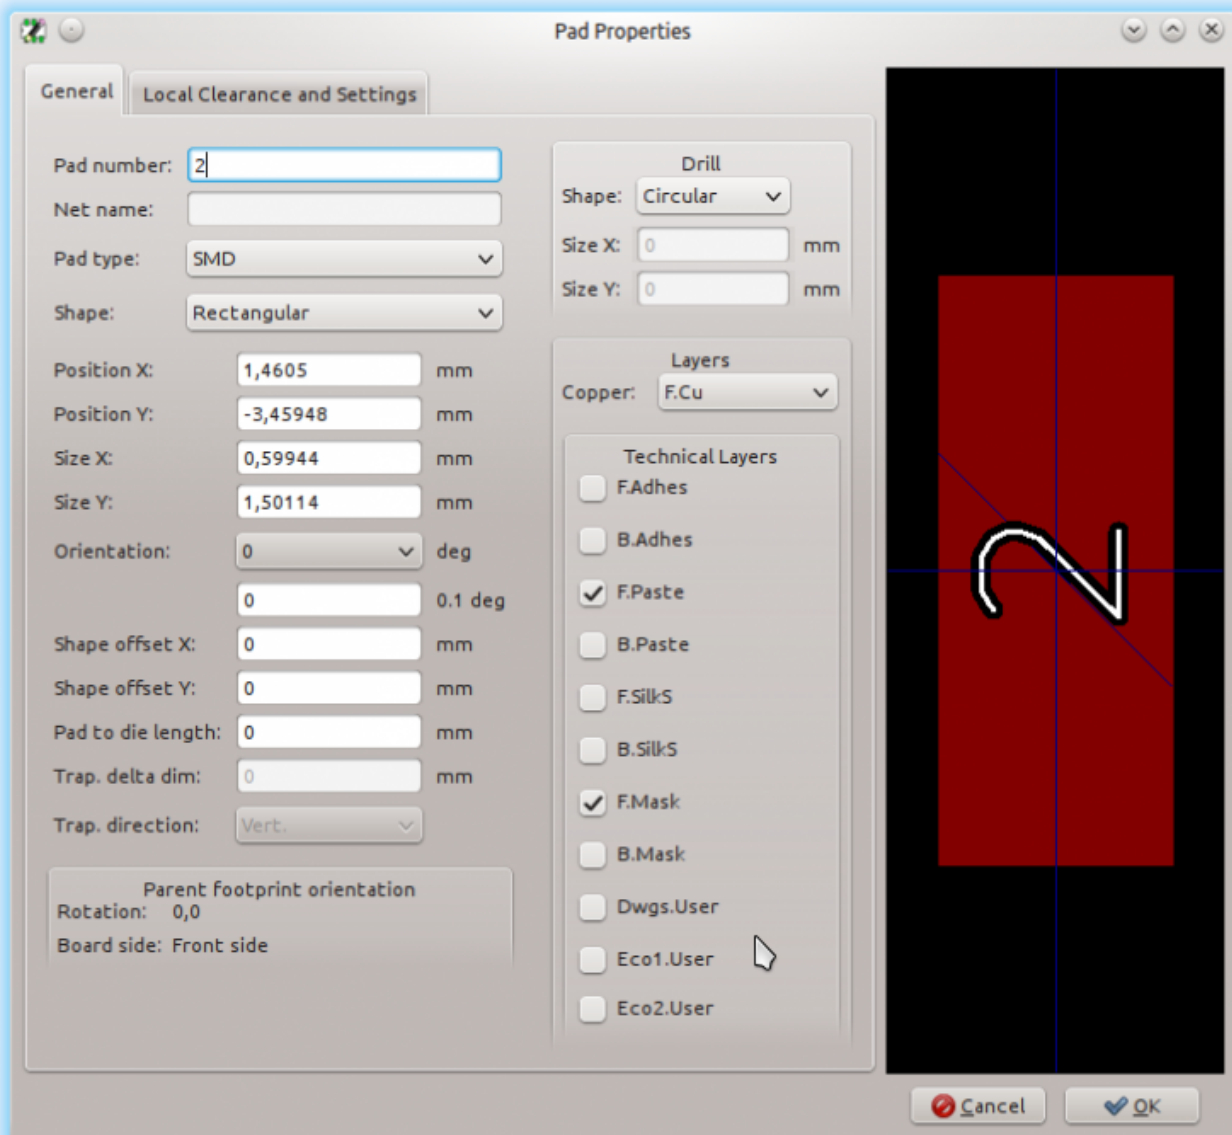 Pad Properties
General
Local Clearance and Settings
Pad number: 2
Net name:
Pad type: SMD
Shape: Rectangular
Position X: 1,4605 mm
Position Y: -3,45948 mm
Size X: 0,59944 mm
Size Y: 1,50114 mm
Orientation: 0 deg
0 0.1 deg
Shape offset X: 0 mm
Shape offset Y: 0 mm
Pad to die length: 0 mm
Trap. delta dim: 0 mm
Trap. direction: Vert.
Parent footprint orientation
Rotation: 0,0
Board side: Front side
Drill
Shape: Circular
Size X: 0 mm
Size Y: 0 mm
Layers
Copper: F.Cu
Technical Layers
F.Adhes
B.Adhes
F.Paste
B.Paste
F.SilkS
B.SilkS
F.Mask
B.Mask
Dwgs.User
Eco1.User
Eco2.User
2
Cancel
OK